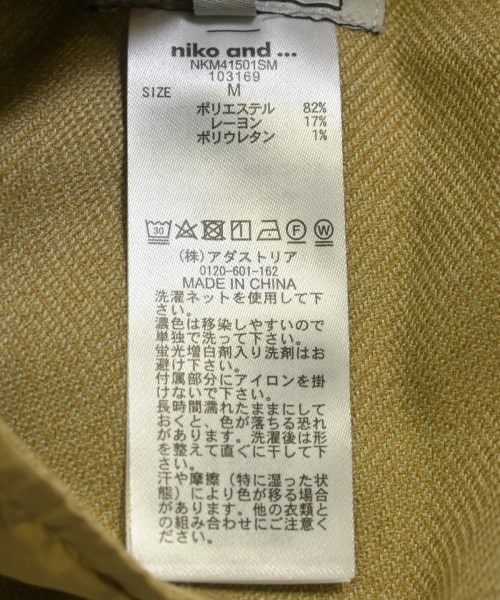 niko and ...
NKM41501SM
103169
SIZE M
ポリエステル 82%
レーヨン 17%
ポリウレタン 1%
30 F W
(株)アダストリア
0120-601-162
MADE IN CHINA
洗濯ネットを使用して下
さい。
濃色は移染しやすいので
単独で洗って下さい。
蛍光増白剤入り洗剤はお
避け下さい。
付属部分にアイロンを掛
けないで下さい。
長時間濡れたままにして
おくと、色が落ちる恐れ
があります。洗濯後は形
を整えて直ぐに干して下
さい。
汗や摩擦(特に湿った状
態)により色が移る場合
があります。他の衣類と
の組み合わせにご注意く
ださい。